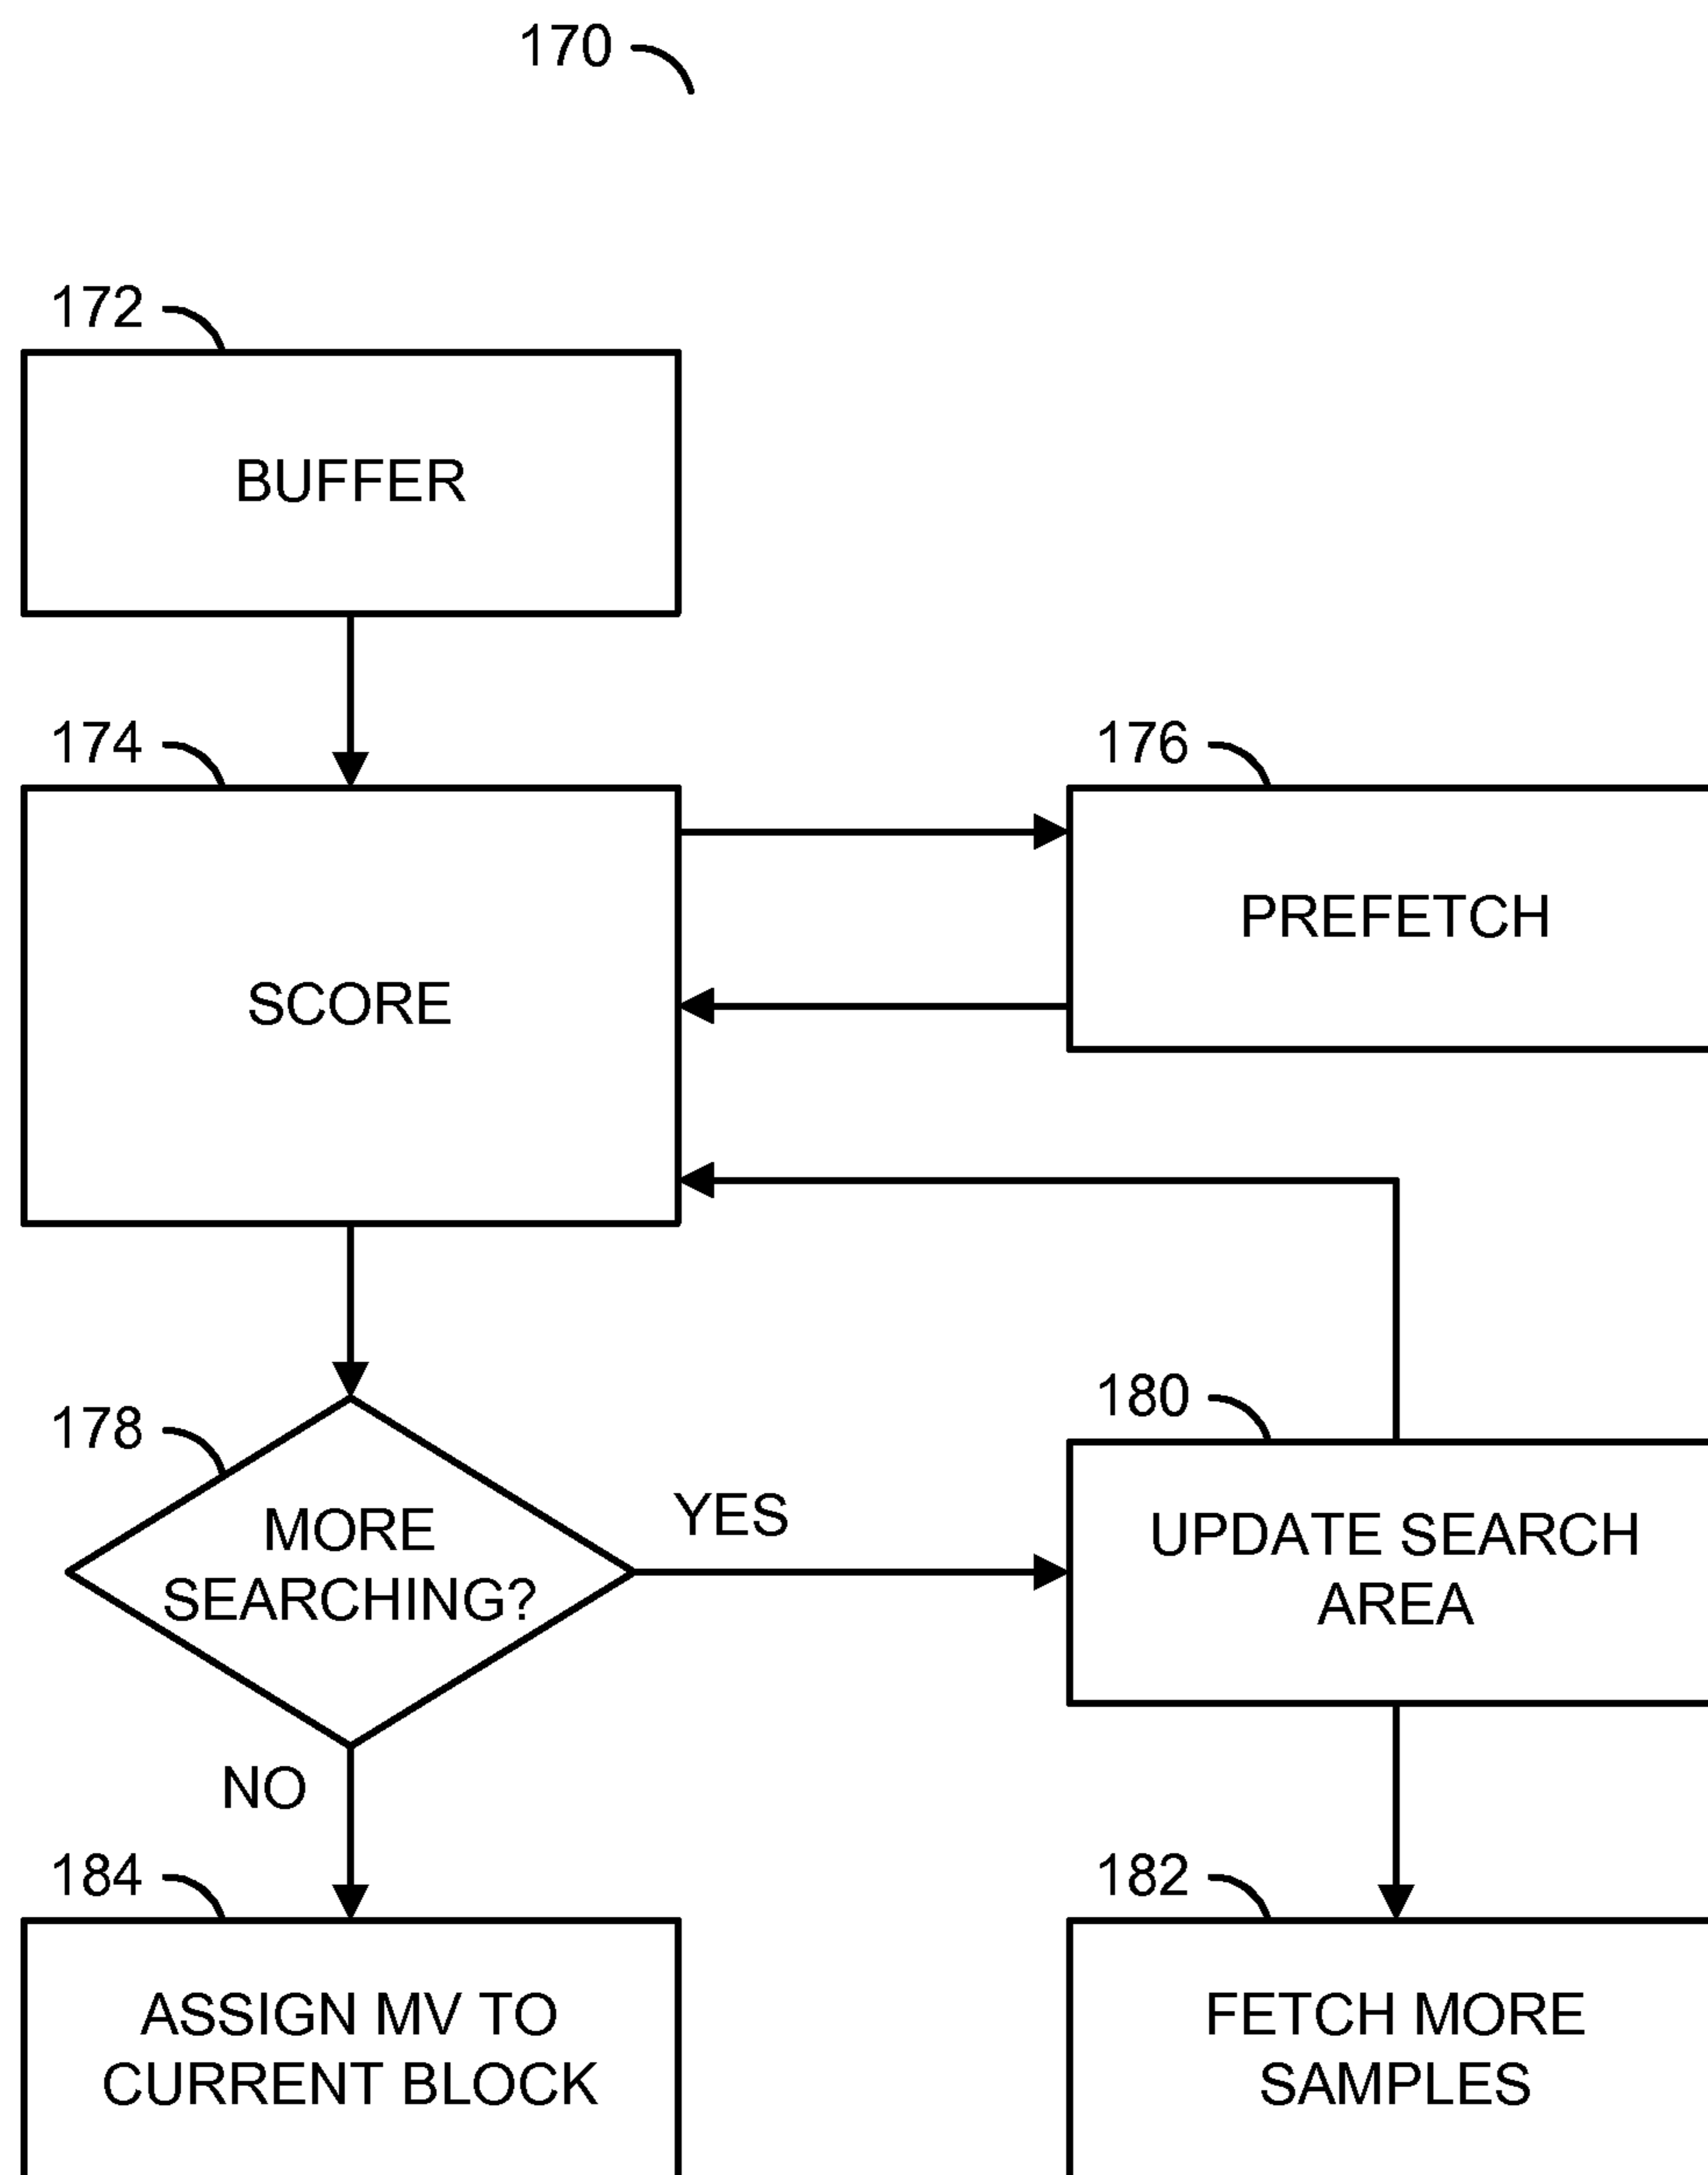 170
172
BUFFER
174
176
PREFETCH
SCORE
180
178
YES
MORE
SEARCHING?
UPDATE SEARCH
AREA
NO
184
182
ASSIGN MV TO
CURRENT BLOCK
FETCH MORE
SAMPLES